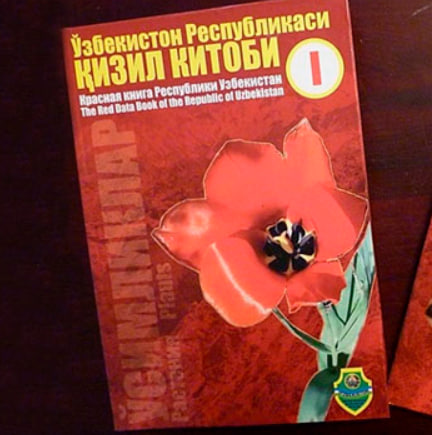 Ўзбекистон Республикаси
ҚИЗИЛ КИТОБИ
Красная книга Республики Узбекистан
The Red Data Book of the Republic of Uzbekistan
I
ЎСИМЛИКЛАР
Растения Plants